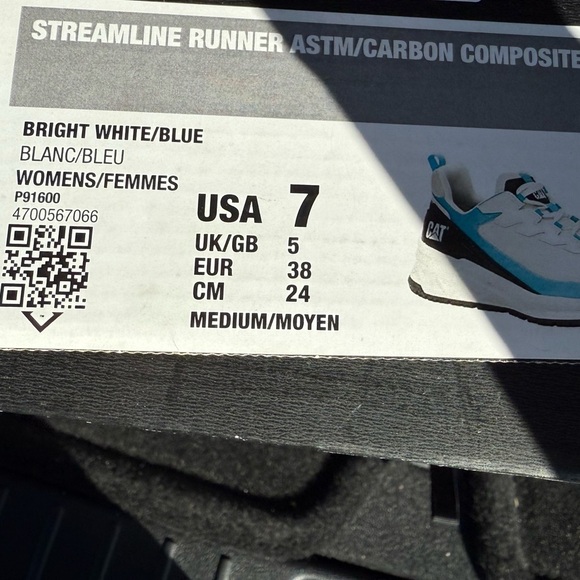 STREAMLINE RUNNER ASTM/CARBON COMPOSITE
BRIGHT WHITE/BLUE
BLANC/BLEU
WOMENS/FEMMES
P91600
4700567066
USA 7
UK/GB 5
EUR 38
CM 24
MEDIUM/MOYEN
CAT
CAT